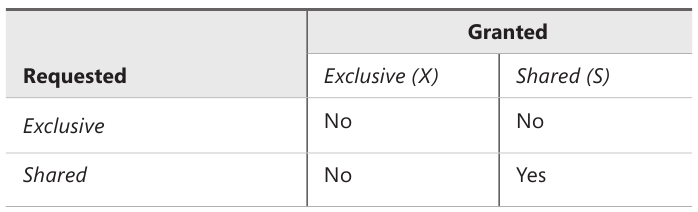 Granted
Requested Exclusive (X) Shared (S)
Exclusive No No
Shared No Yes